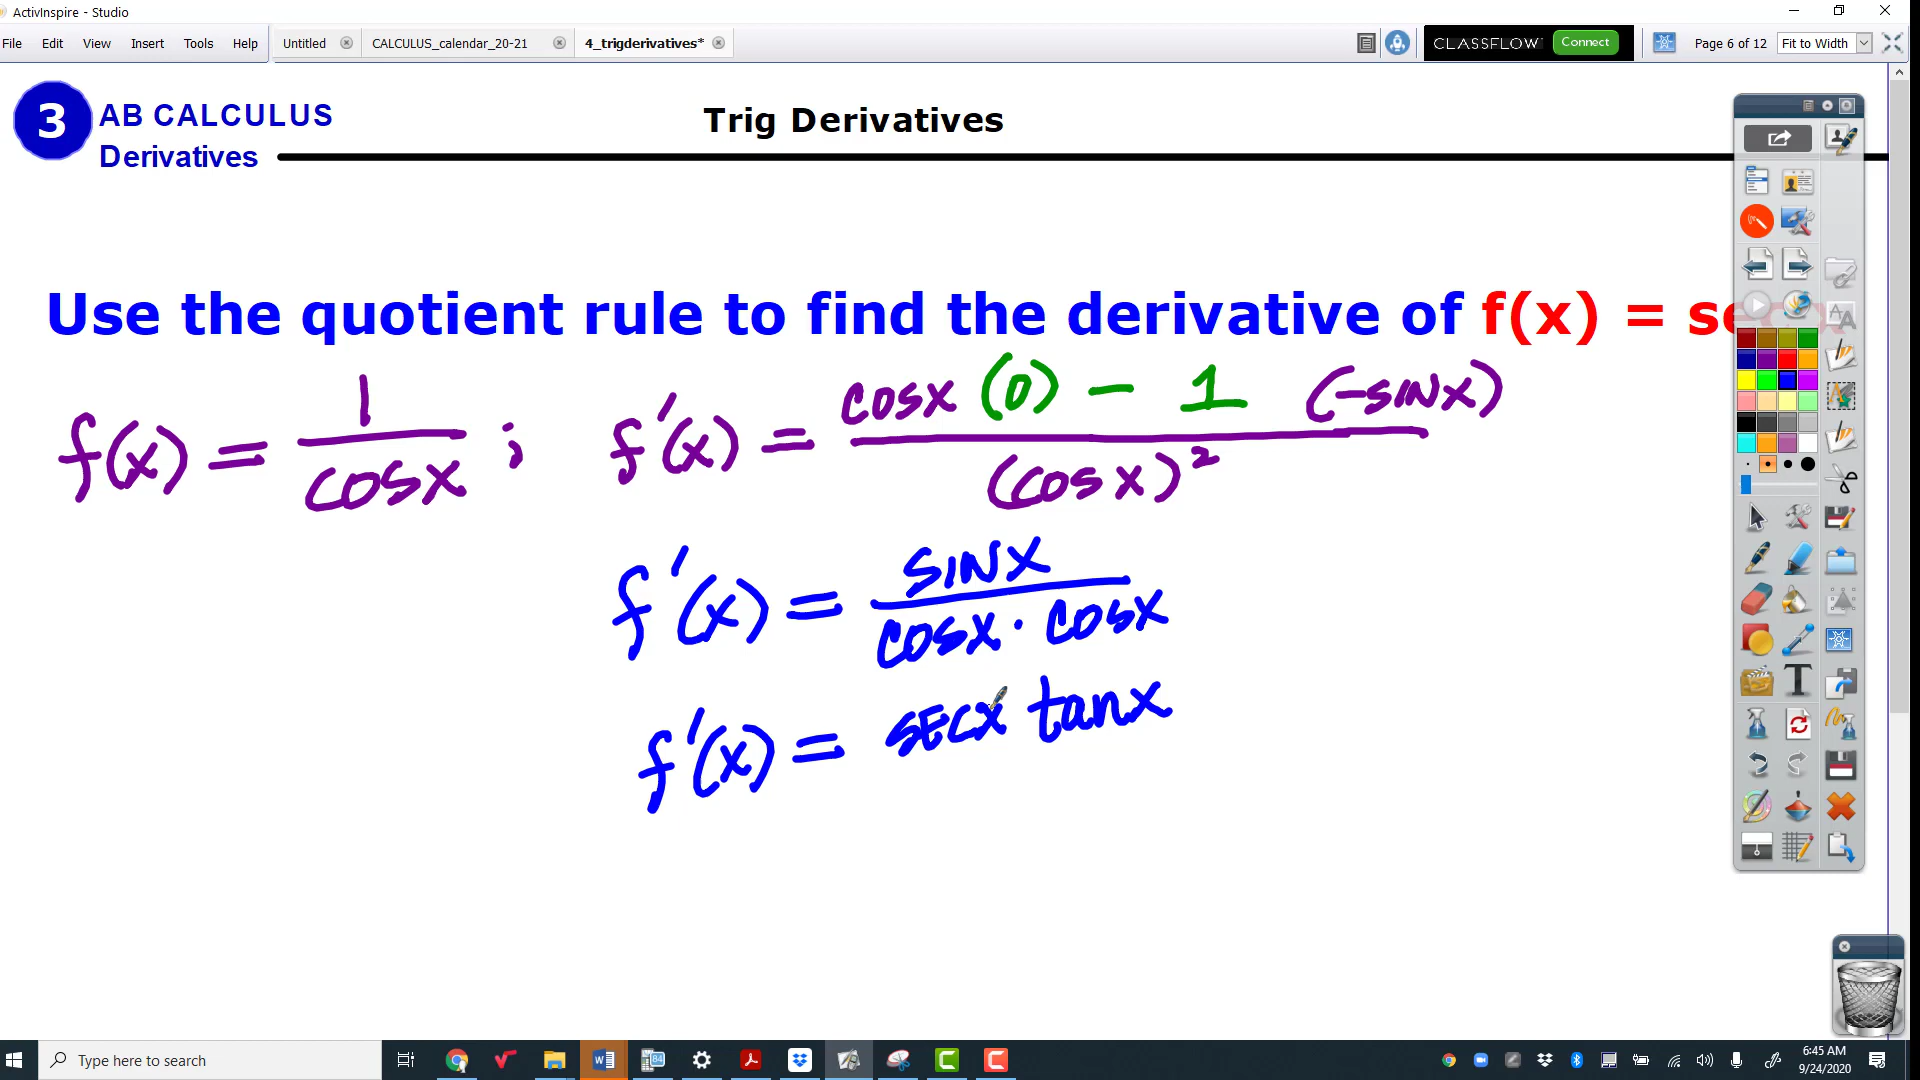 ActivInspire - Studio
File Edit View Insert Tools Help Untitled CALCULUS_calendar_20-21 4_trigderivatives* CLASSFLOW Connect Page 6 of 12 Fit to Width
3 AB CALCULUS
Derivatives
Trig Derivatives
Use the quotient rule to find the derivative of f(x) = se
f(x) = 1 / cosx ; f'(x) = cosx (0) - 1 (-sinx) / (cosx)²
f'(x) = sinx / cosx · cosx
f'(x) = secx tanx
Type here to search
6:45 AM
9/24/2020